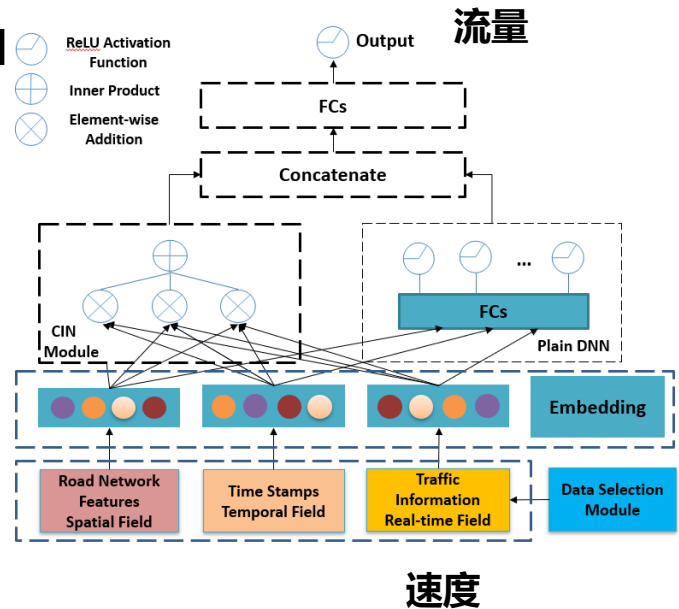 流量
ReLU Activation
Function
Output
Inner Product
FCs
Element-wise
Addition
Concatenate
...
FCs
CIN
Module
Plain DNN
Embedding
Road Network
Features
Spatial Field
Time Stamps
Temporal Field
Traffic
Information
Real-time Field
Data Selection
Module
速度